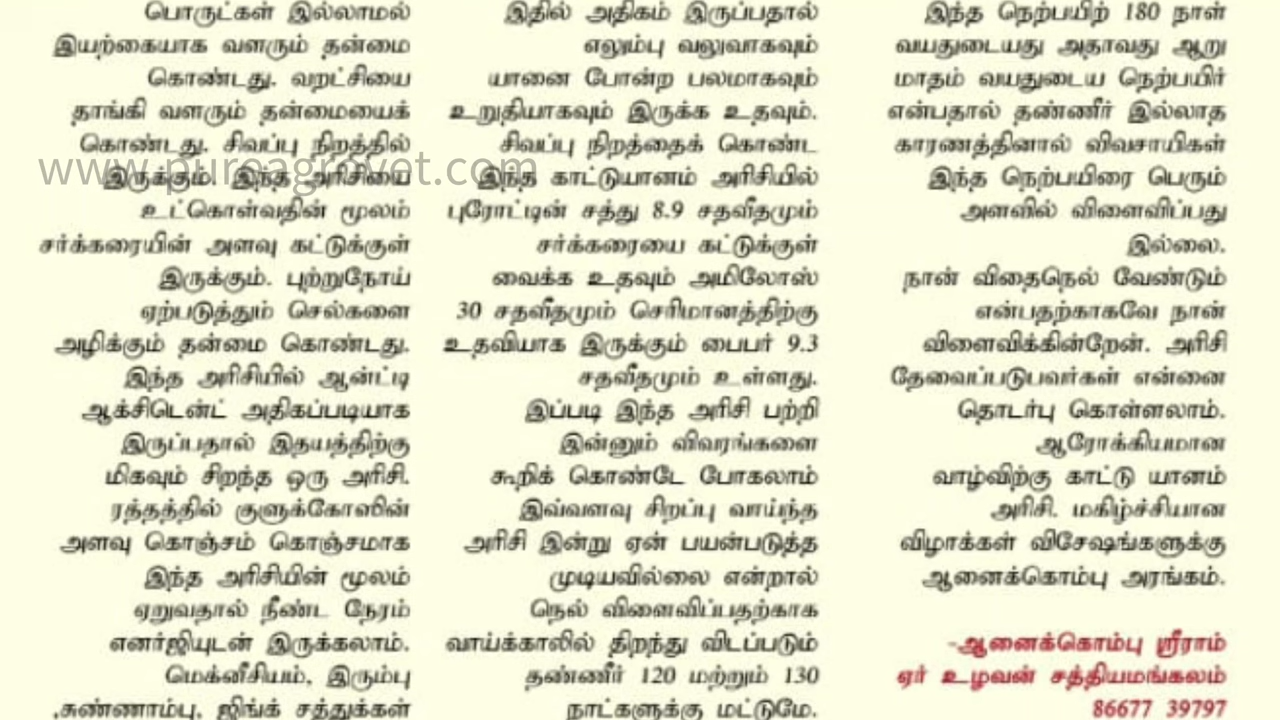 பொருட்கள் இல்லாமல்
இயற்கையாக வளரும் தன்மை
கொண்டது. வறட்சியை
தாங்கி வளரும் தன்மையைக்
கொண்டது. சிவப்பு நிறத்தில்
இருக்கும். இந்த அரிசியை
உட்கொள்வதின் மூலம்
சர்க்கரையின் அளவு கட்டுக்குள்
இருக்கும். புற்றுநோய்
ஏற்படுத்தும் செல்களை
அழிக்கும் தன்மை கொண்டது.
இந்த அரிசியில் ஆன்ட்டி
ஆக்சிடென்ட் அதிகப்படியாக
இருப்பதால் இதயத்திற்கு
மிகவும் சிறந்த ஒரு அரிசி.
ரத்தத்தில் குளுக்கோஸின்
அளவு கொஞ்சம் கொஞ்சமாக
இந்த அரிசியின் மூலம்
ஏறுவதால் நீண்ட நேரம்
எனர்ஜியுடன் இருக்கலாம்.
மெக்னீசியம், இரும்பு
,சுண்ணாம்பு, ஜிங்க் சத்துக்கள்
இதில் அதிகம் இருப்பதால்
எலும்பு வலுவாகவும்
யானை போன்ற பலமாகவும்
உறுதியாகவும் இருக்க உதவும்.
சிவப்பு நிறத்தைக் கொண்ட
இந்த காட்டுயானம் அரிசியில்
புரோட்டின் சத்து 8.9 சதவீதமும்
சர்க்கரையை கட்டுக்குள்
வைக்க உதவும் அமிலோஸ்
30 சதவீதமும் செரிமானத்திற்கு
உதவியாக இருக்கும் பைபர் 9.3
சதவீதமும் உள்ளது.
இப்படி இந்த அரிசி பற்றி
இன்னும் விவரங்களை
கூறிக் கொண்டே போகலாம்
இவ்வளவு சிறப்பு வாய்ந்த
அரிசி இன்று ஏன் பயன்படுத்த
முடியவில்லை என்றால்
நெல் விளைவிப்பதற்காக
வாய்க்காலில் திறந்து விடப்படும்
தண்ணீர் 120 மற்றும் 130
நாட்களுக்கு மட்டுமே.
இந்த நெற்பயிற் 180 நாள்
வயதுடையது அதாவது ஆறு
மாதம் வயதுடைய நெற்பயிர்
என்பதால் தண்ணீர் இல்லாத
காரணத்தினால் விவசாயிகள்
இந்த நெற்பயிரை பெரும்
அளவில் விளைவிப்பது
இல்லை.
நான் விதைநெல் வேண்டும்
என்பதற்காகவே நான்
விளைவிக்கின்றேன். அரிசி
தேவைப்படுபவர்கள் என்னை
தொடர்பு கொள்ளலாம்.
ஆரோக்கியமான
வாழ்விற்கு காட்டு யானம்
அரிசி. மகிழ்ச்சியான
விழாக்கள் விசேஷங்களுக்கு
ஆனைக்கொம்பு அரங்கம்.
-ஆனைக்கொம்பு ஸ்ரீராம்
ஏர் உழவன் சத்தியமங்கலம்
86677 39797
www.pureagrovet.com